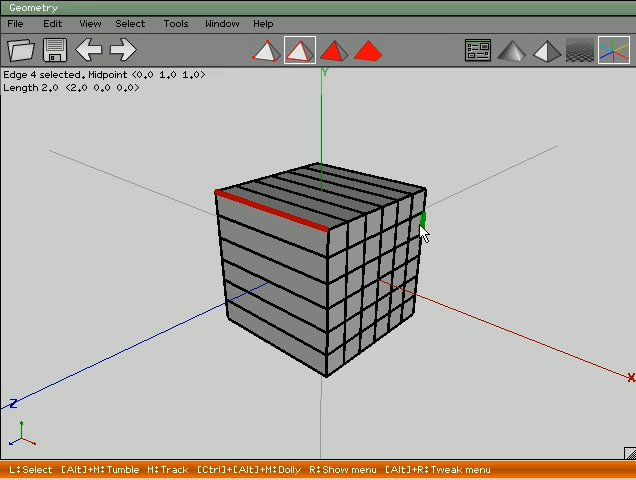 Geometry
File Edit View Select Tools Window Help
Edge 4 selected. Midpoint <0.0 1.0 1.0>
Length 2.0 <2.0 0.0 0.0>
Y
X
Z
L:Select [Alt]+M:Tumble M:Track [Ctrl]+[Alt]+M:Dolly R:Show menu [Alt]+R:Tweak menu